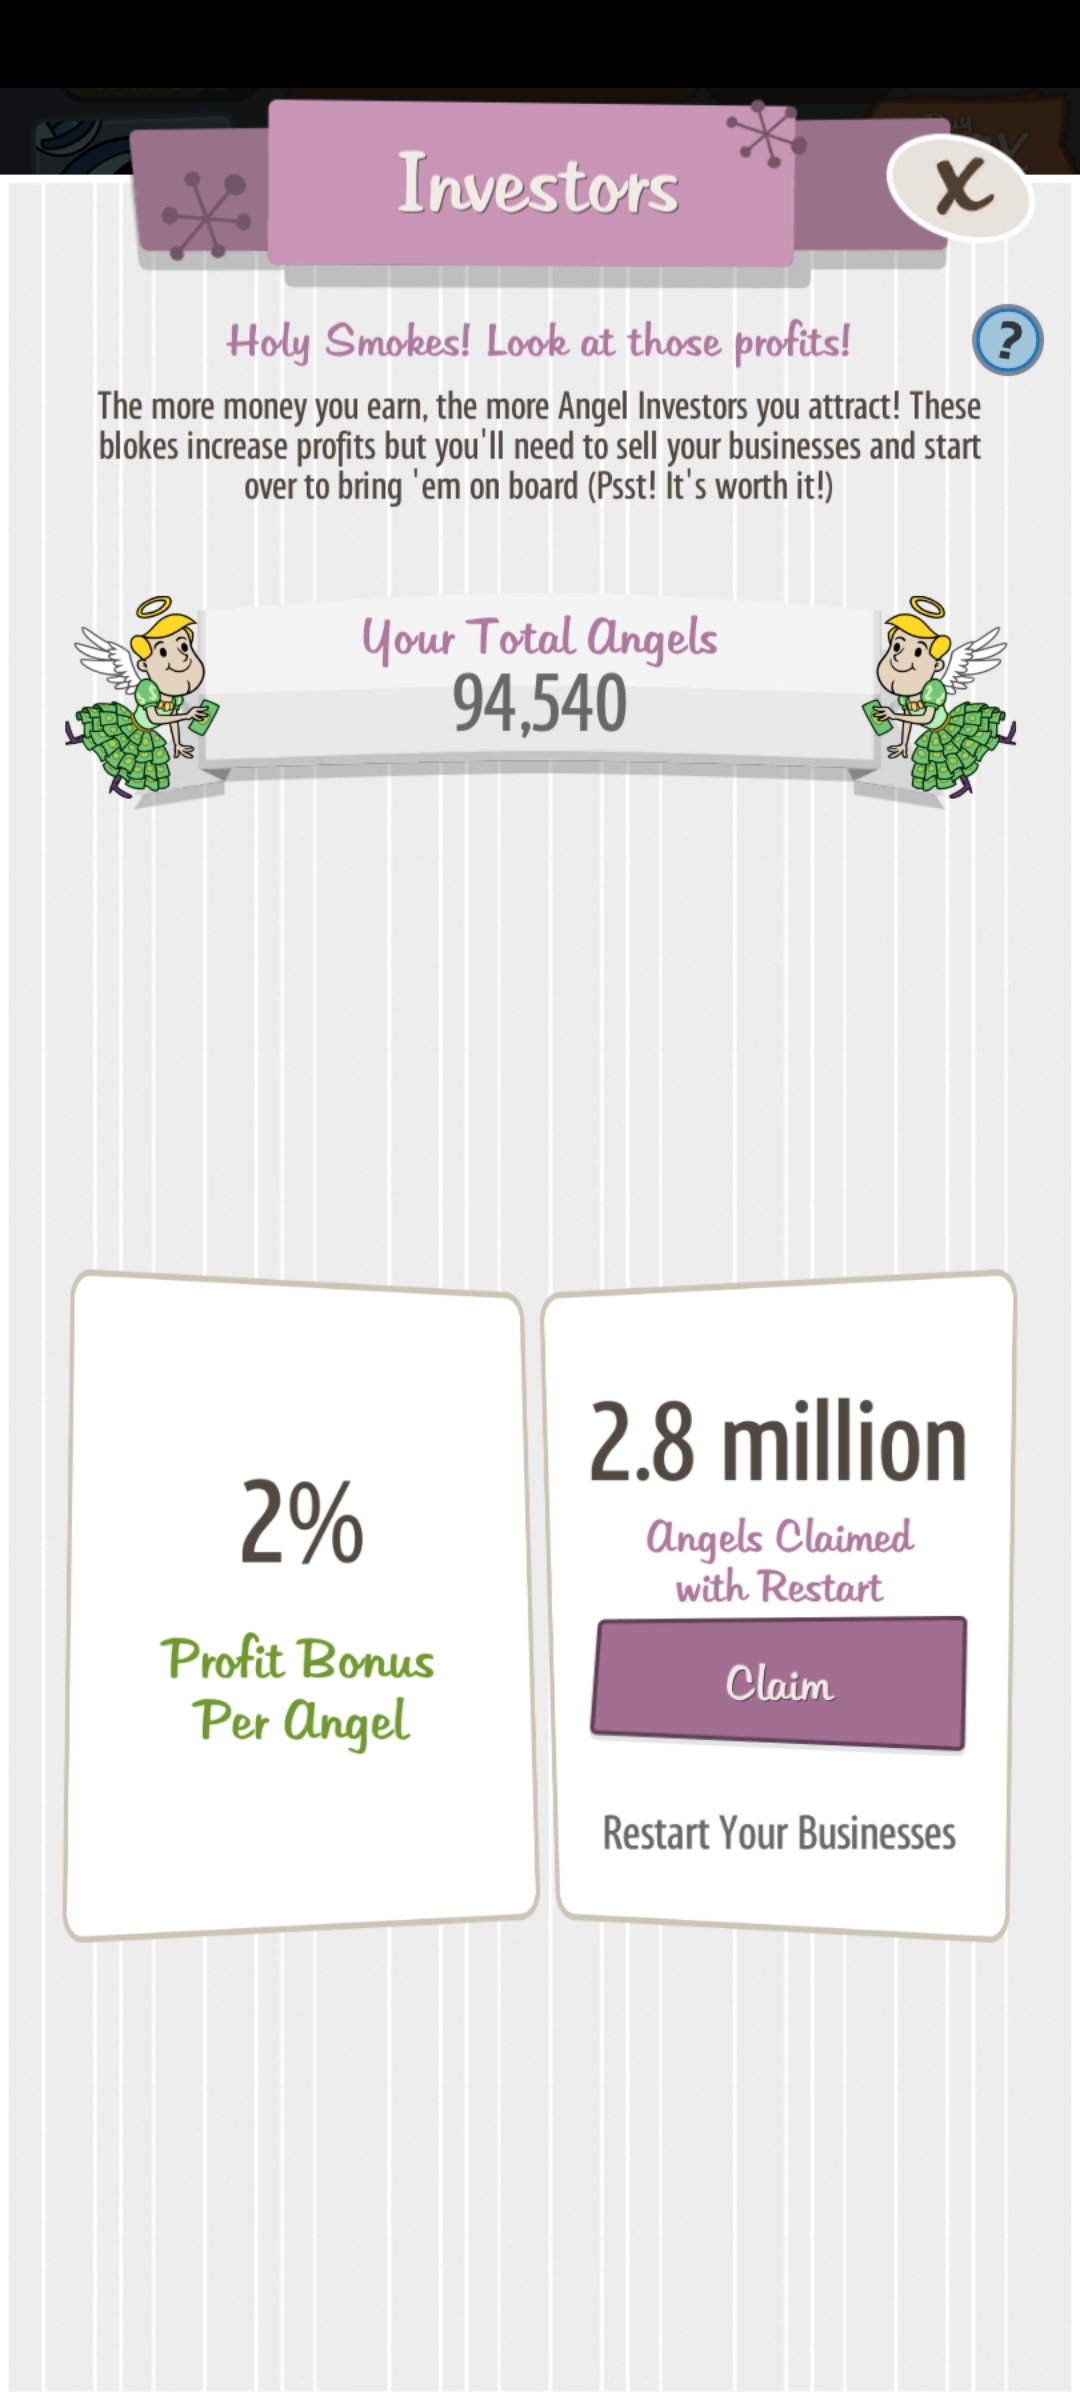 Investors
X
Holy Smokes! Look at those profits!
?
The more money you earn, the more Angel Investors you attract! These
blokes increase profits but you'll need to sell your businesses and start
over to bring 'em on board (Psst! It's worth it!)
Your Total Angels
94,540
2%
Profit Bonus
Per Angel
2.8 million
Angels Claimed
with Restart
Claim
Restart Your Businesses